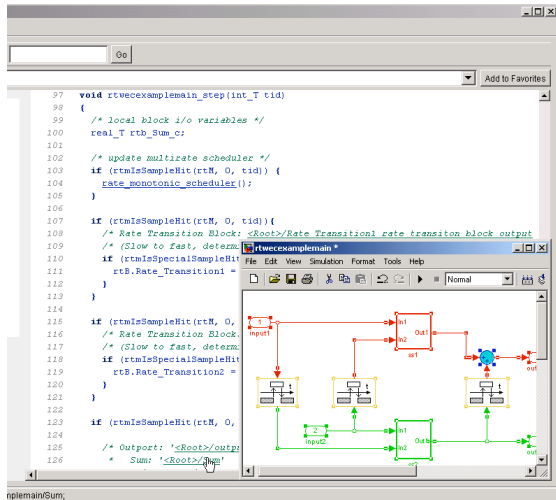 Go
Add to Favorites
97 void rtwecexamplemain_step(int_T tid)
98 {
99 /* local block i/o variables */
100 real_T rtb_Sum_c;
101
102 /* update multirate scheduler */
103 if (rtmIsSampleHit(rtM, 0, tid)) {
104 rate_monotonic_scheduler();
105 }
106
107 if (rtmIsSampleHit(rtM, 0, tid)){
108 /* Rate Transition Block: <Root>/Rate Transition1 rate transiton block output
109 /* (Slow to fast, determ
110 if (rtmIsSpecialSampleHit
111 rtB.Rate_Transition1 =
112 }
113 }
114
115 if (rtmIsSampleHit(rtM, 0,
116 /* Rate Transition Block
117 /* (Slow to fast, determ
118 if (rtmIsSpecialSampleHit
119 rtB.Rate_Transition2 =
120 }
121 }
122
123 if (rtmIsSampleHit(rtM, 0,
124
125 /* Outport: '<Root>/outp
126 * Sum: '<Root>/Sum'
rtwecexamplemain *
File Edit View Simulation Format Tools Help
Normal
1
input1
In1
In2
Out1
ss1
out
t
t
t
2
input2
In1
In2
Out
out
mplemain/Sum;